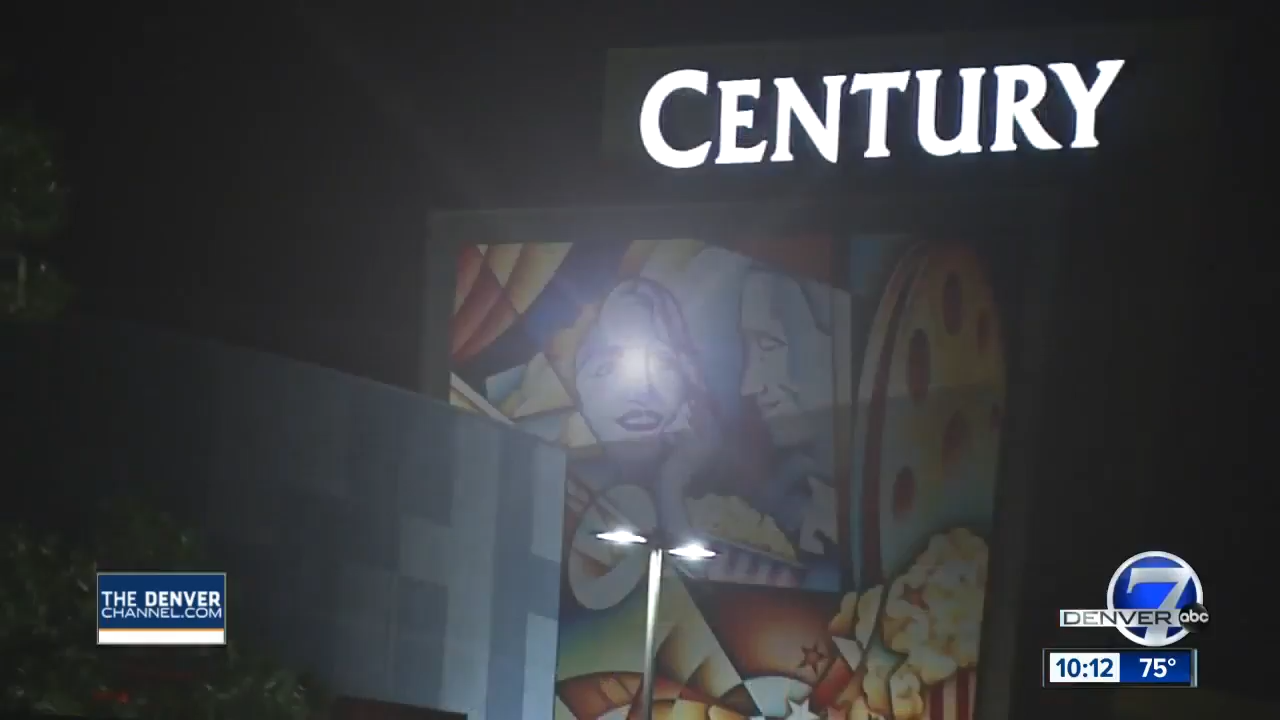 CENTURY
THE DENVER
CHANNEL.COM
DENVER 7 abc
10:12 75°